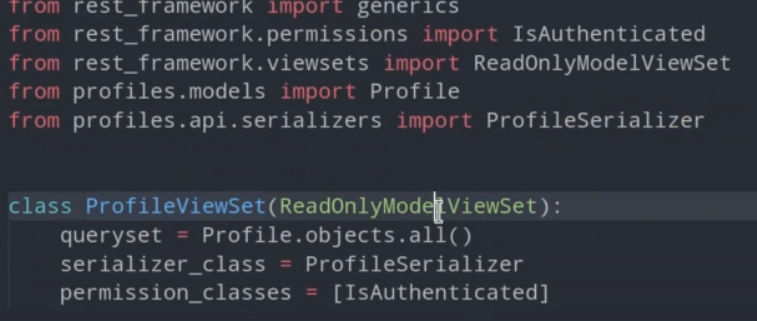 from rest_framework import generics
from rest_framework.permissions import IsAuthenticated
from rest_framework.viewsets import ReadOnlyModelViewSet
from profiles.models import Profile
from profiles.api.serializers import ProfileSerializer
class ProfileViewSet(ReadOnlyModelViewSet):
    queryset = Profile.objects.all()
    serializer_class = ProfileSerializer
    permission_classes = [IsAuthenticated]